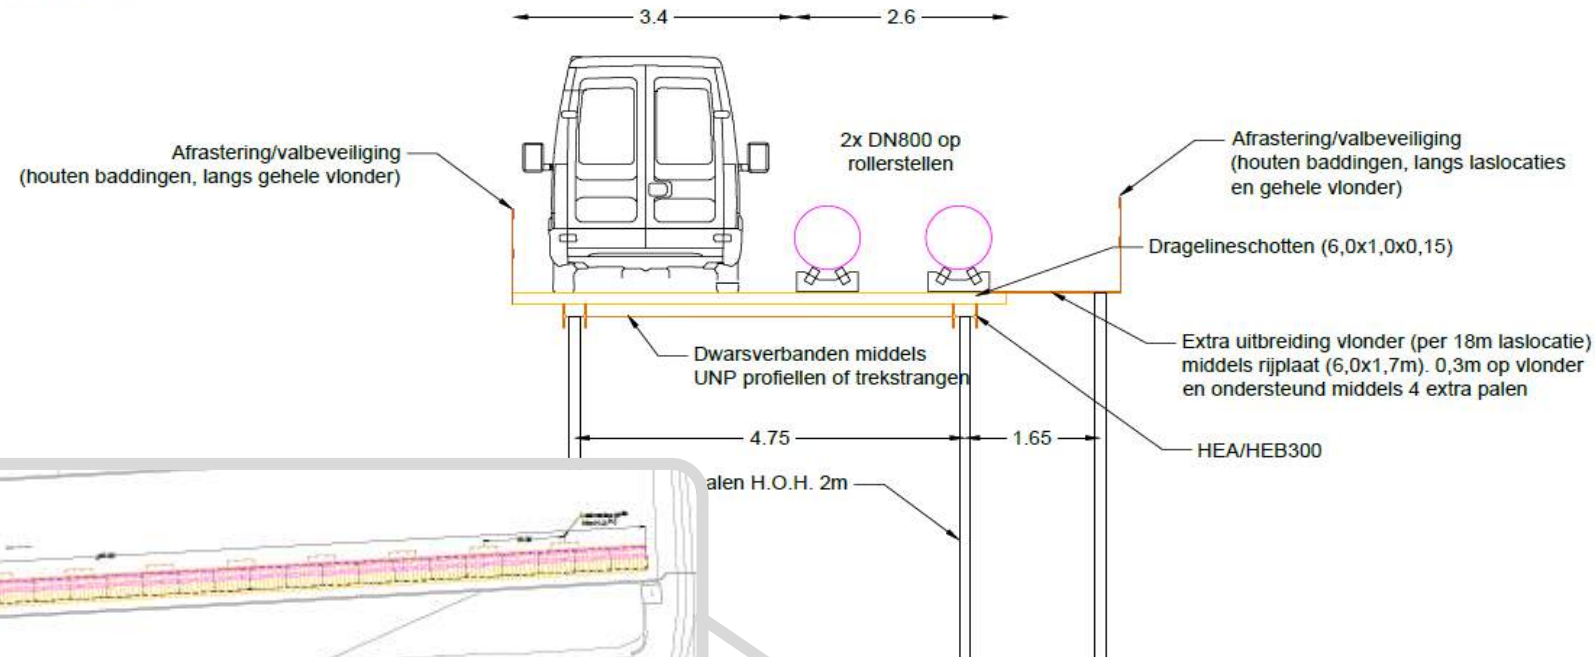 3.4
2.6
Afrastering/valbeveiliging
(houten baddingen, langs gehele vlonder)
2x DN800 op
rollerstellen
Afrastering/valbeveiliging
(houten baddingen, langs laslocaties
en gehele vlonder)
Dragelineschotten (6,0x1,0x0,15)
Dwarsverbanden middels
UNP profiellen of trekstrangen
Extra uitbreiding vlonder (per 18m laslocatie)
middels rijplaat (6,0x1,7m). 0,3m op vlonder
en ondersteund middels 4 extra palen
4.75
1.65
HEA/HEB300
alen H.O.H. 2m